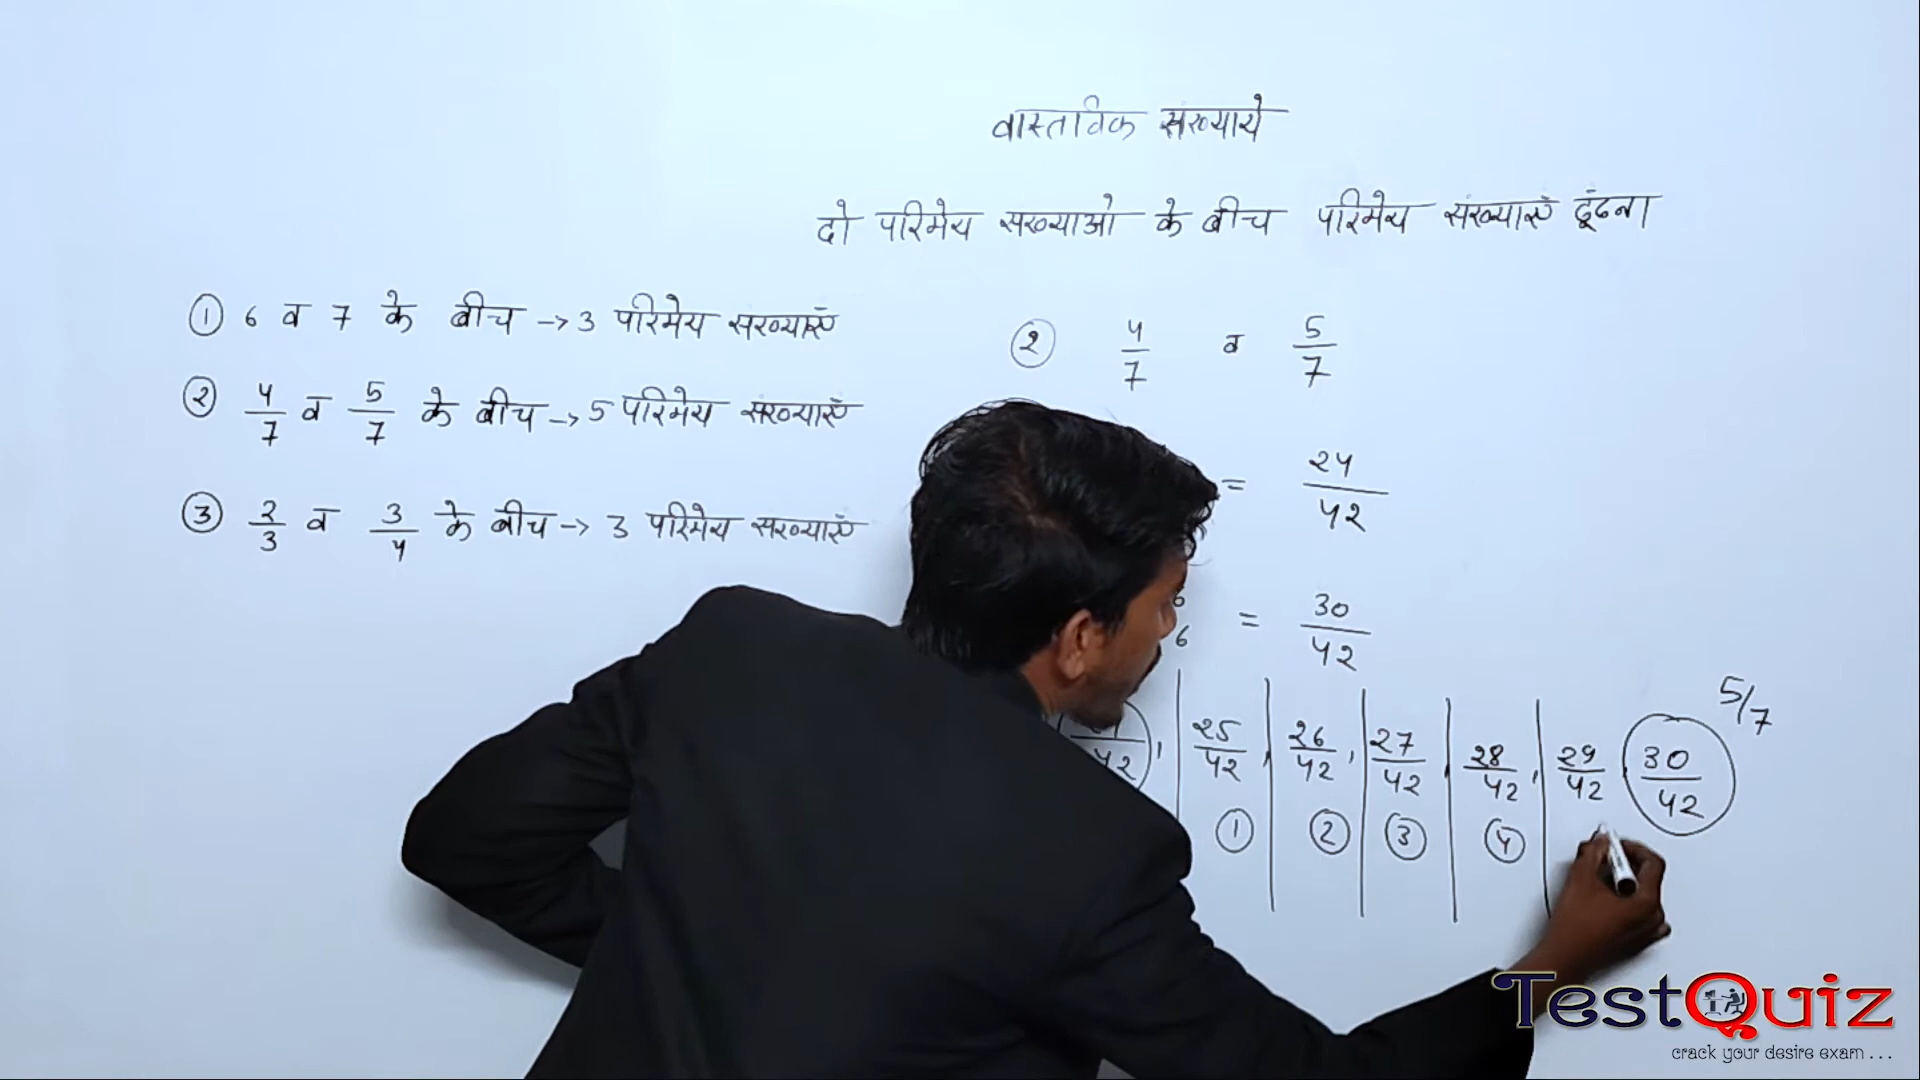 वास्तविक संख्याये
दो परिमेय संख्याओ के बीच परिमेय संख्याएँ ढूंढना
① 6 व 7 के बीच → 3 परिमेय संख्याएँ
② 4/7 व 5/7 के बीच → 5 परिमेय संख्याएँ
③ 2/3 व 3/4 के बीच → 3 परिमेय संख्याएँ
② 4/7 व 5/7
= 24/42
6/6 = 30/42
5/7
25/42, 26/42, 27/42, 28/42, 29/42 30/42
① ② ③ ④
TestQuiz
crack your desire exam ...